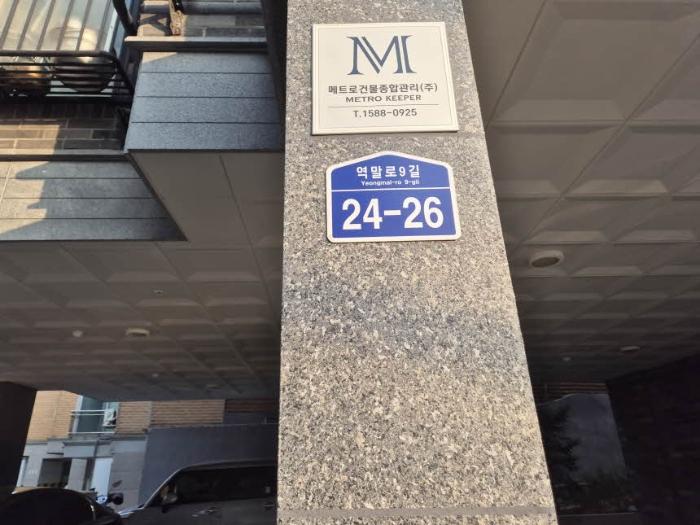 M
메트로건물종합관리(주)
METRO KEEPER
T.1588-0925
역말로9길
Yeongmal-ro 9-gil
24-26